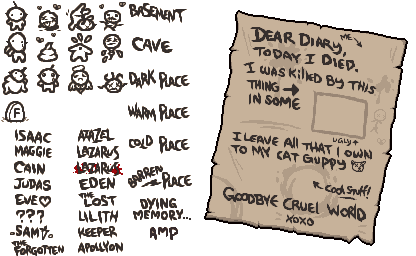 BASEMENT
CAVE
DARK PLACE
WARM PLACE
COLD PLACE
BARREN PLACE
DYING
MEMORY...
AMP
F
ISAAC
MAGGIE
CAIN
JUDAS
EVE♡
???
SAMS
THE FORGOTTEN
AZAZEL
LAZARUS
LAZARUS
EDEN
THE LOST
LILITH
KEEPER
APOLLYON
DEAR DIARY,
ME
TODAY I DIED.
I WAS KILLED BY THIS
THING →
IN SOME
UGLY↑
I LEAVE ALL THAT I OWN
TO MY CAT GUPPY
COOL STUFF!
GOODBYE CRUEL WORLD
XOXO